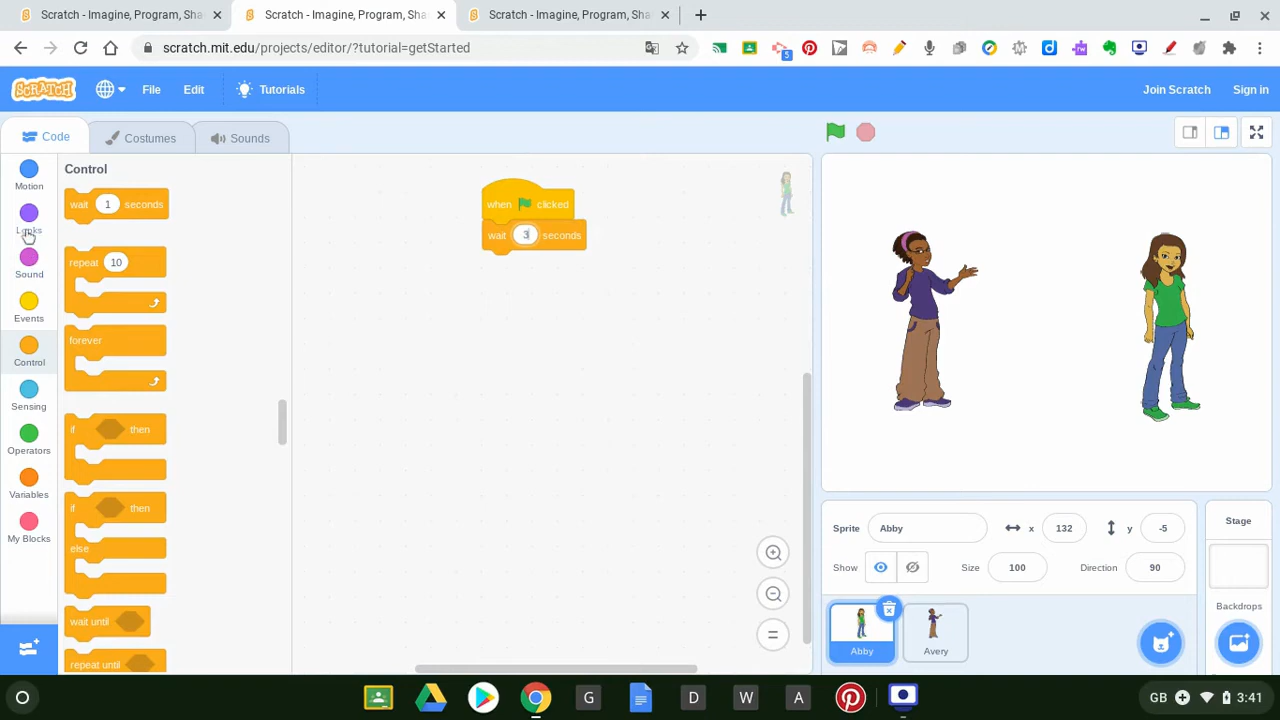 Scratch - Imagine, Program, Sha
Scratch - Imagine, Program, Sha
Scratch - Imagine, Program, Sha
scratch.mit.edu/projects/editor/?tutorial=getStarted
5
SCRATCH
File
Edit
Tutorials
Join Scratch
Sign in
Code
Costumes
Sounds
Motion
Looks
Sound
Events
Control
Sensing
Operators
Variables
My Blocks
Control
wait 1 seconds
repeat 10
forever
if then
if then
else
wait until
repeat until
when clicked
wait 3 seconds
Sprite Abby x 132 y -5
Show Size 100 Direction 90
Abby
Avery
Stage
Backdrops
G
D
W
A
GB
3:41